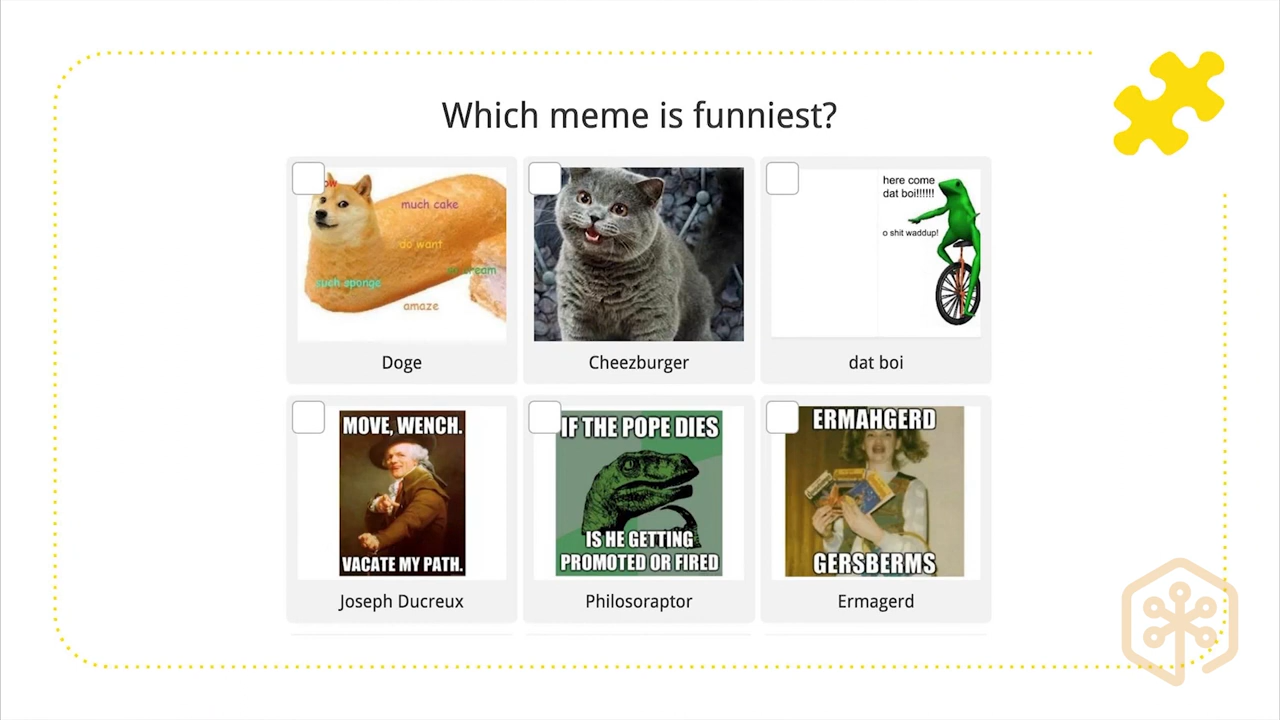 Which meme is funniest?
much cake
do want
such sponge
amaze
Doge
Cheezburger
here come
dat boi!!!!!!
o shit waddup!
dat boi
MOVE, WENCH.
VACATE MY PATH.
Joseph Ducreux
IF THE POPE DIES
IS HE GETTING
PROMOTED OR FIRED
Philosoraptor
ERMAHGERD
GERSBERMS
Ermagerd